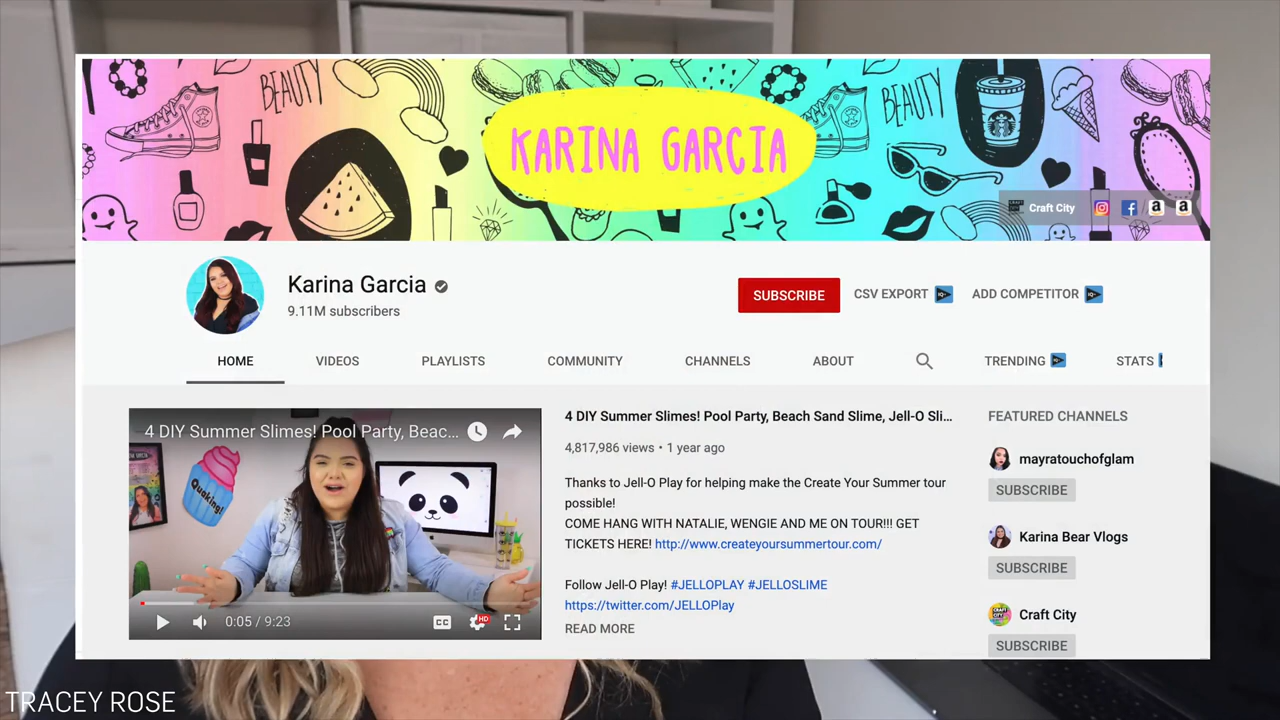 BEAUTY
KARINA GARCIA
BEAUTY
Craft City
Karina Garcia
9.11M subscribers
SUBSCRIBE
CSV EXPORT
ADD COMPETITOR
HOME VIDEOS PLAYLISTS COMMUNITY CHANNELS ABOUT TRENDING STATS
4 DIY Summer Slimes! Pool Party, Beac...
Quaking!
0:05 / 9:23
CC
HD
4 DIY Summer Slimes! Pool Party, Beach Sand Slime, Jell-O Sli...
4,817,986 views • 1 year ago
Thanks to Jell-O Play for helping make the Create Your Summer tour
possible!
COME HANG WITH NATALIE, WENGIE AND ME ON TOUR!!! GET
TICKETS HERE! http://www.createyoursummertour.com/
Follow Jell-O Play! #JELLOPLAY #JELLOSLIME
https://twitter.com/JELLOPlay
READ MORE
FEATURED CHANNELS
mayratouchofglam
SUBSCRIBE
Karina Bear Vlogs
SUBSCRIBE
Craft City
SUBSCRIBE
TRACEY ROSE